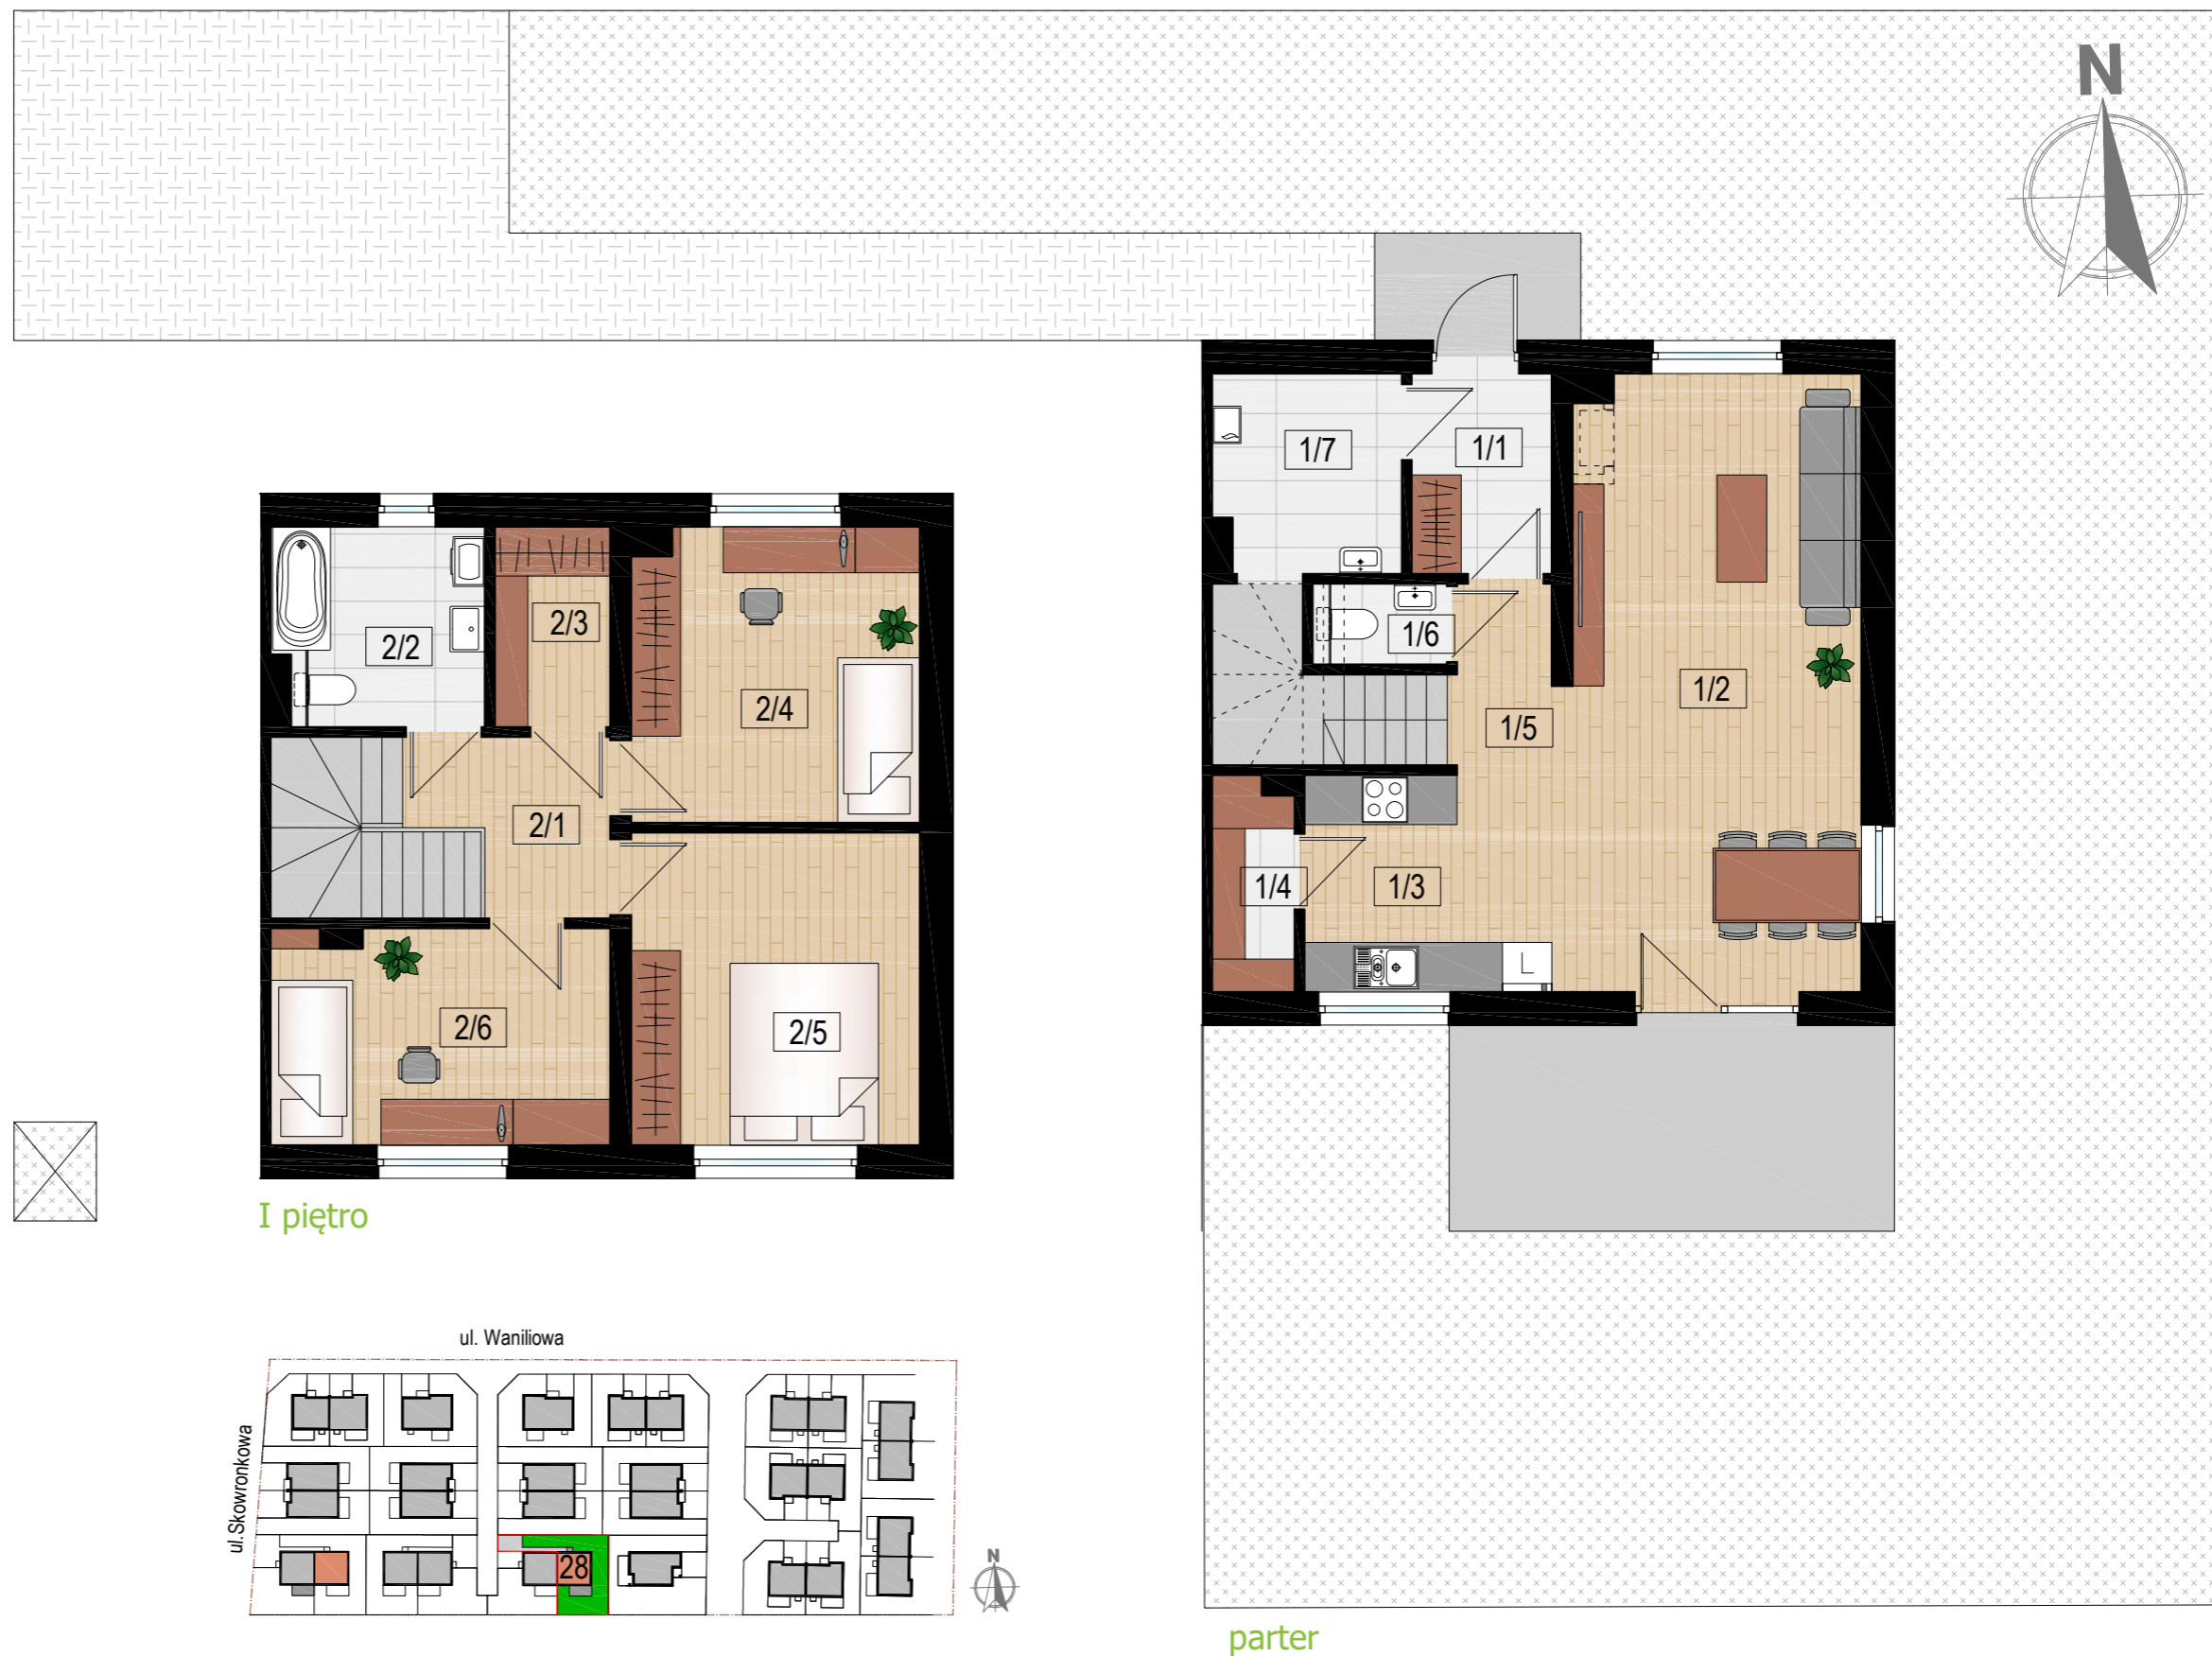 N
1/7
1/1
1/6
1/2
1/5
1/4
1/3
L
2/2
2/3
2/4
2/1
2/6
2/5
I piętro
ul. Waniliowa
ul.Skowronkowa
28
N
parter